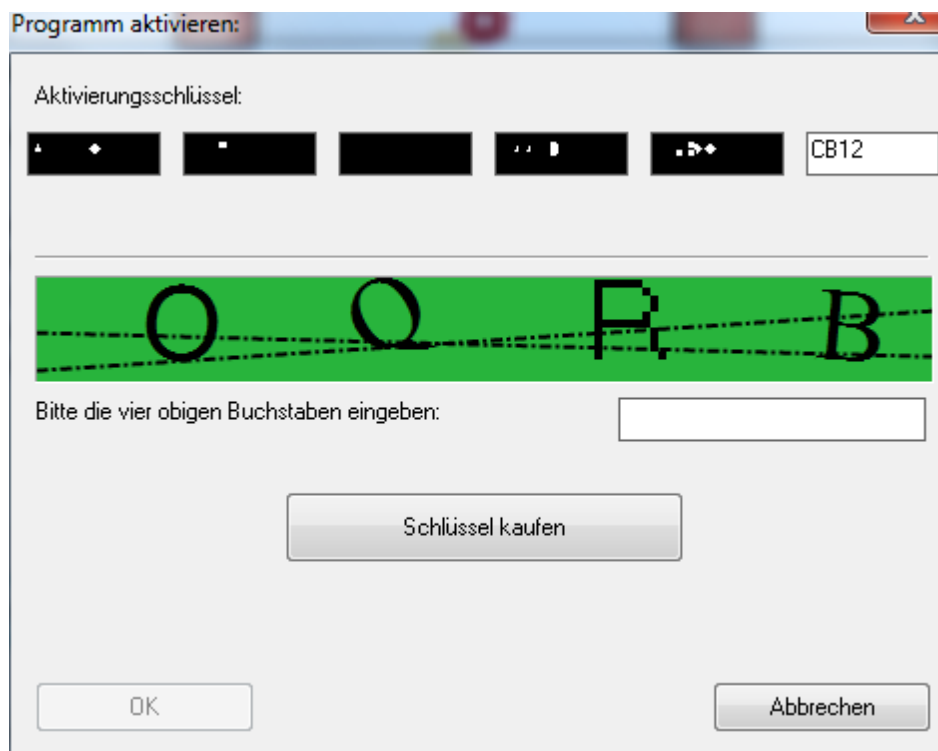 Programm aktivieren:
Aktivierungsschlüssel:
CB12
O Q R B
Bitte die vier obigen Buchstaben eingeben:
Schlüssel kaufen
OK Abbrechen